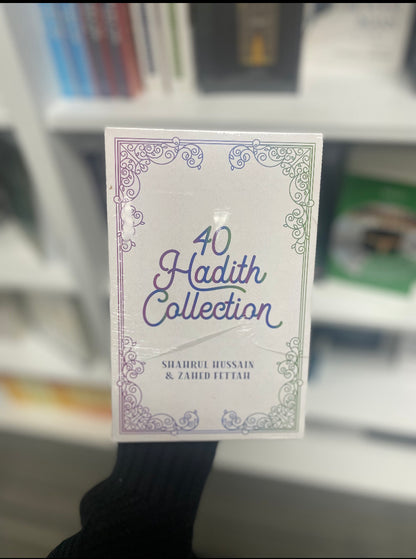 40
Hadith
Collection
SHAHRUL HUSSAIN
& ZAHED FETTAH